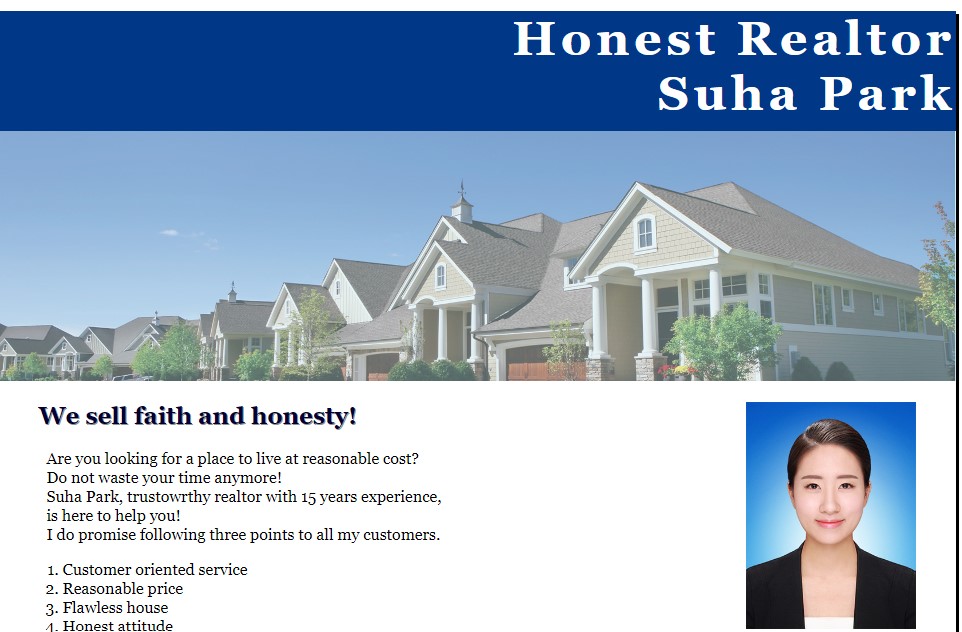 Honest Realtor
Suha Park
We sell faith and honesty!
Are you looking for a place to live at reasonable cost?
Do not waste your time anymore!
Suha Park, trustowrthy realtor with 15 years experience,
is here to help you!
I do promise following three points to all my customers.
1. Customer oriented service
2. Reasonable price
3. Flawless house
4. Honest attitude